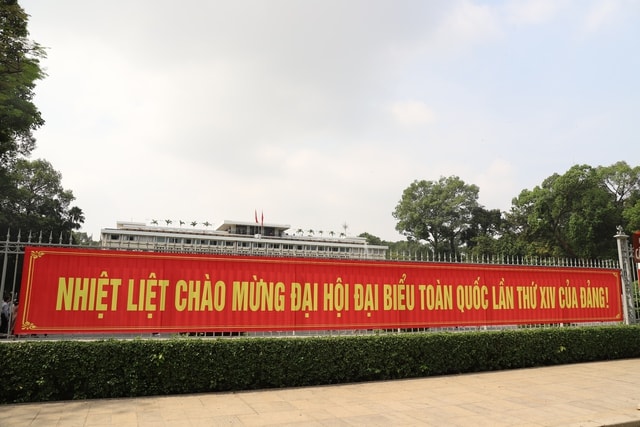 NHIỆT LIỆT CHÀO MỪNG ĐẠI HỘI ĐẠI BIỂU TOÀN QUỐC LẦN THỨ XIV CỦA ĐẢNG!